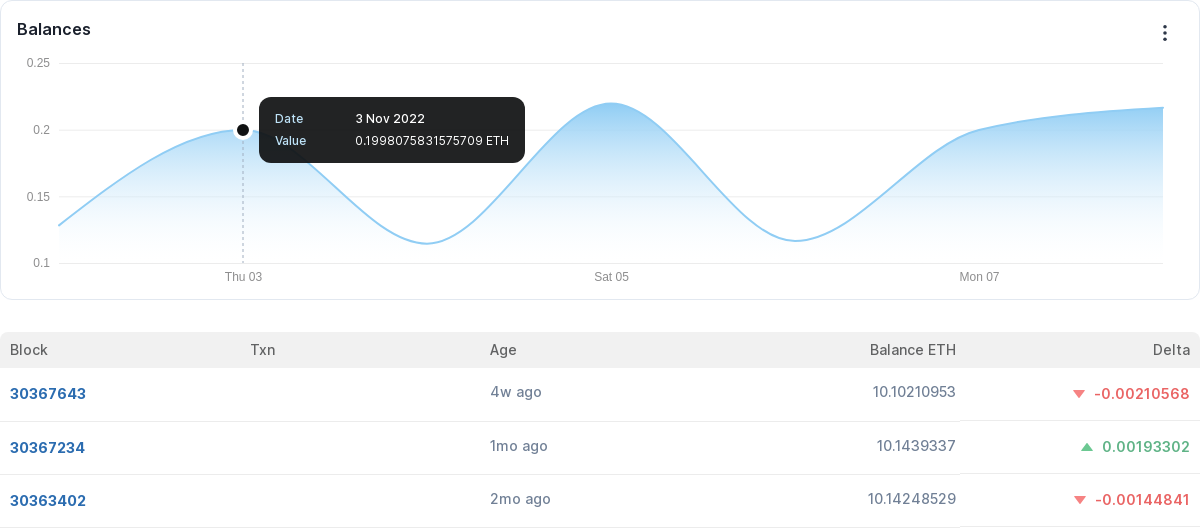 Balances
0.25
0.2
0.15
0.1
Date 3 Nov 2022
Value 0.1998075831575709 ETH
Thu 03 Sat 05 Mon 07
Block Txn Age Balance ETH Delta
30367643 4w ago 10.10210953 -0.00210568
30367234 1mo ago 10.1439337 0.00193302
30363402 2mo ago 10.14248529 -0.00144841